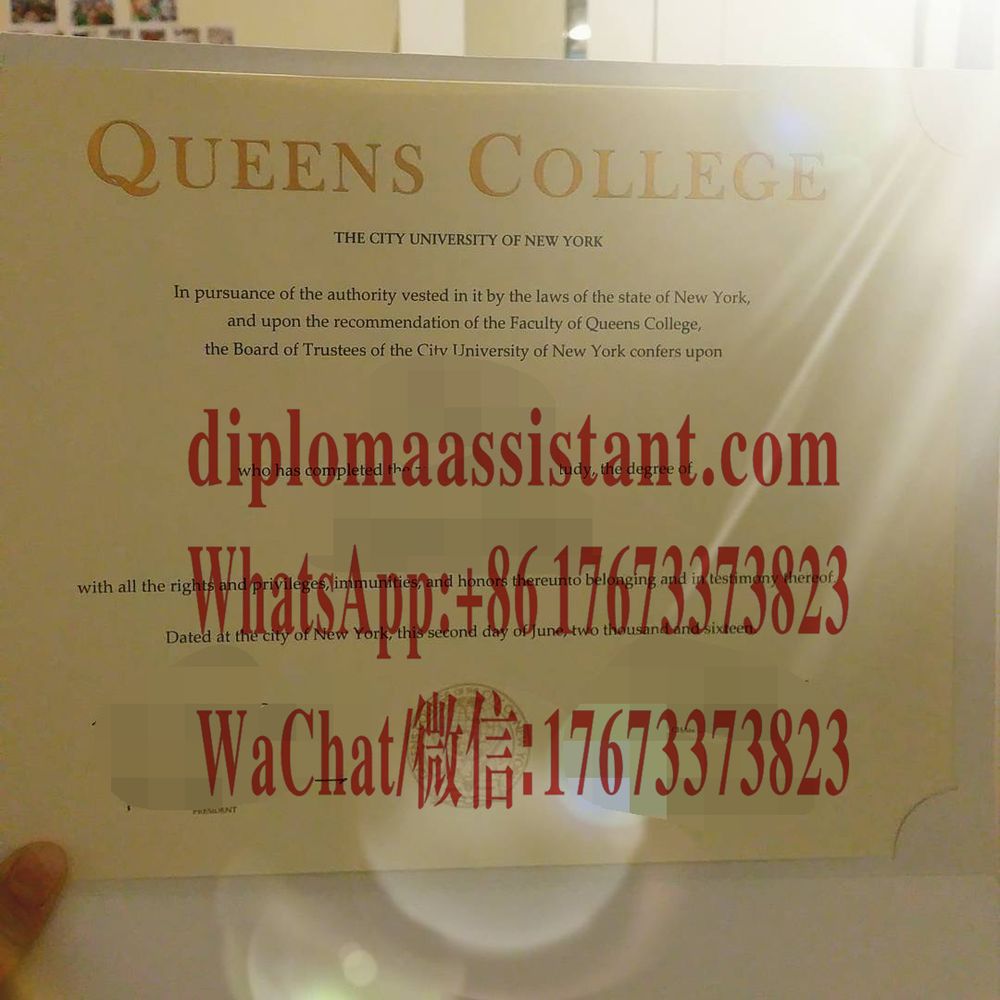 QUEENS COLLEGE
THE CITY UNIVERSITY OF NEW YORK
In pursuance of the authority vested in it by the laws of the state of New York,
and upon the recommendation of the Faculty of Queens College,
the Board of Trustees of the City University of New York confers upon
diplomaassistant.com
who has completed the tudy, the degree of
WhatsApp:+86 17673373823
with all the rights and privileges, immunities, and honors thereunto belonging and in testimony thereof.
Dated at the city of New York, this second day of June, two thousand and sixteen.
WaChat/微信:17673373823
PRESIDENT